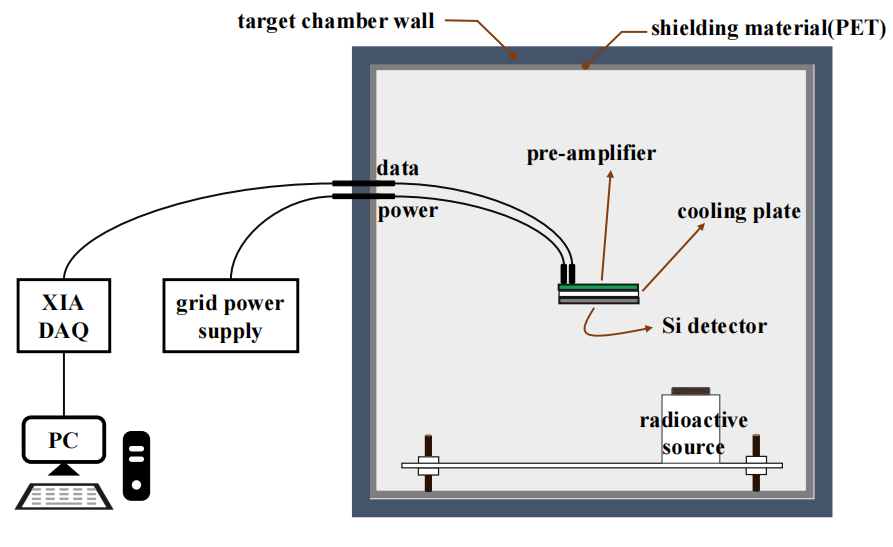 target chamber wall
shielding material(PET)
pre-amplifier
data
power
cooling plate
XIA
DAQ
grid power
supply
Si detector
radioactive
source
PC